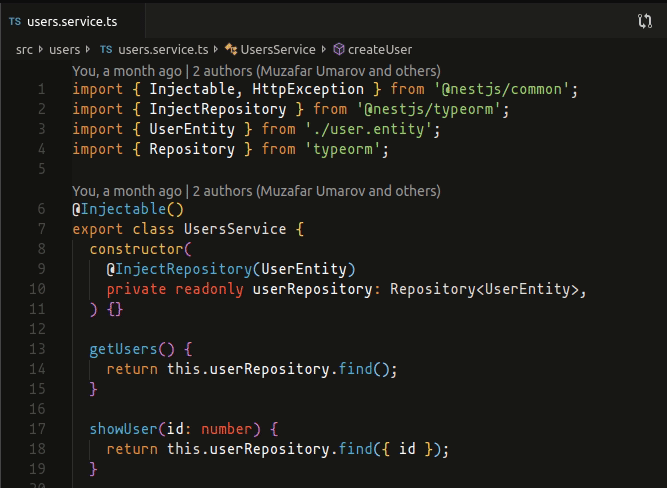 TS users.service.ts
src users TS users.service.ts UsersService createUser
You, a month ago | 2 authors (Muzafar Umarov and others)
1 import { Injectable, HttpException } from '@nestjs/common';
2 import { InjectRepository } from '@nestjs/typeorm';
3 import { UserEntity } from './user.entity';
4 import { Repository } from 'typeorm';
5
You, a month ago | 2 authors (Muzafar Umarov and others)
6 @Injectable()
7 export class UsersService {
8   constructor(
9     @InjectRepository(UserEntity)
10     private readonly userRepository: Repository<UserEntity>,
11   ) {}
12
13   getUsers() {
14     return this.userRepository.find();
15   }
16
17   showUser(id: number) {
18     return this.userRepository.find({ id });
19   }